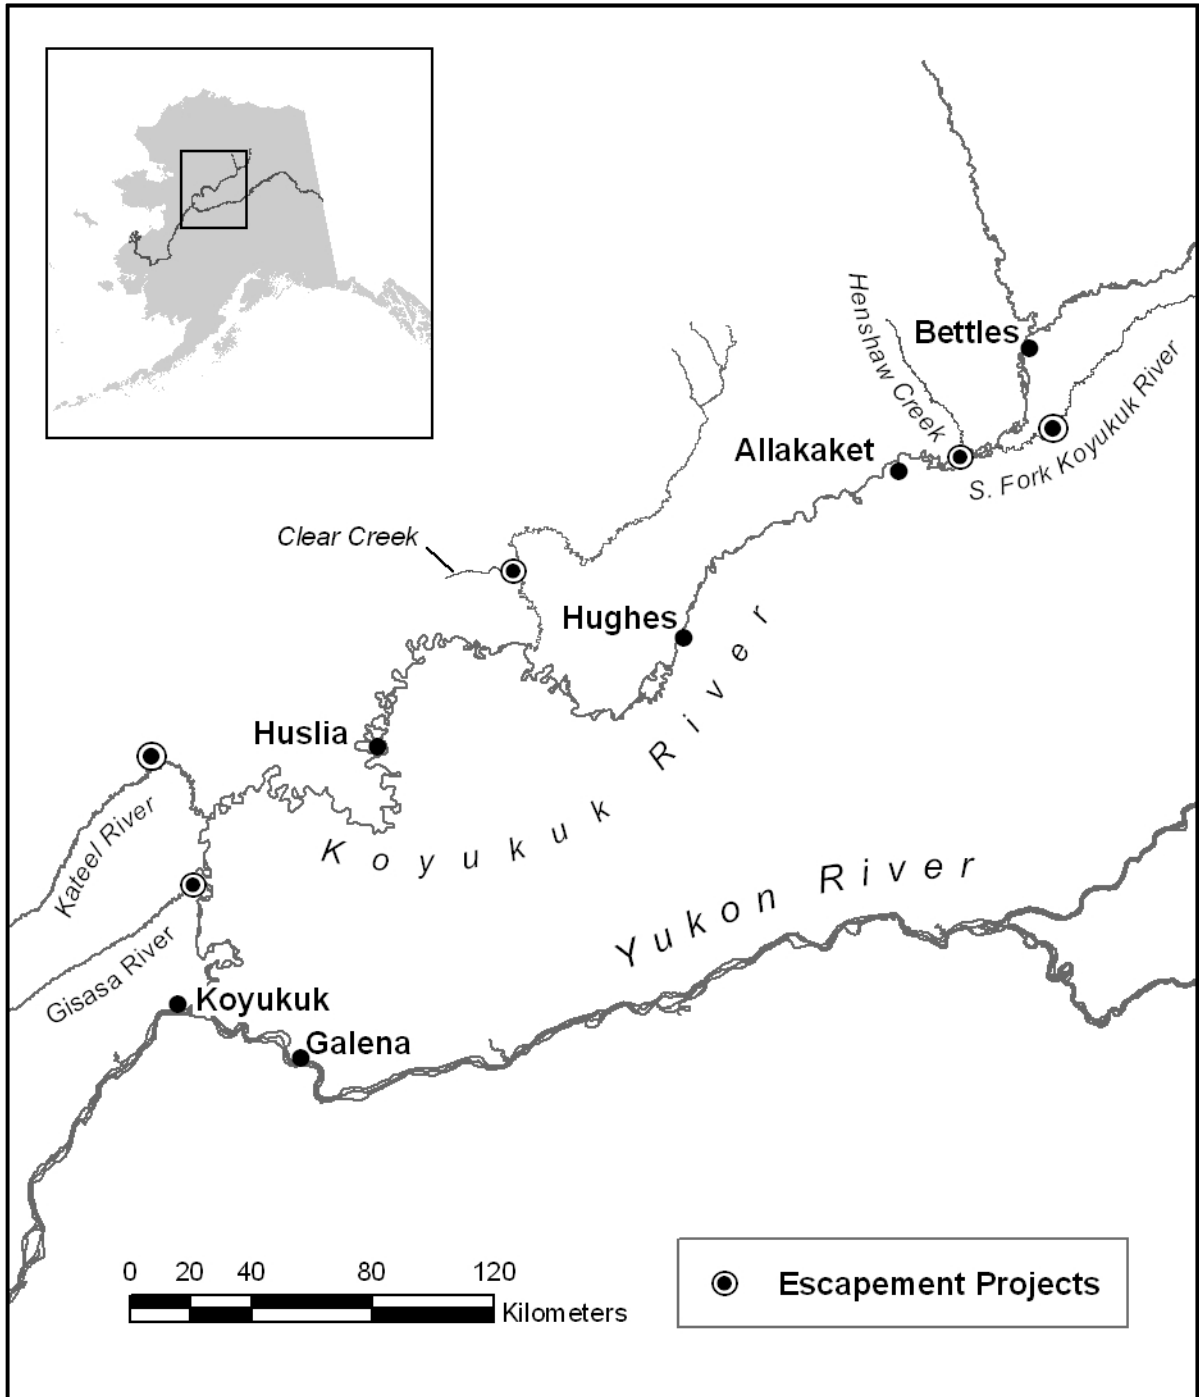 Henshaw Creek
Bettles
Allakaket
S. Fork Koyukuk River
Clear Creek
Hughes
Huslia
Koyukuk River
Kateel River
Yukon River
Gisasa River
Koyukuk
Galena
0 20 40 80 120
Kilometers
Escapement Projects